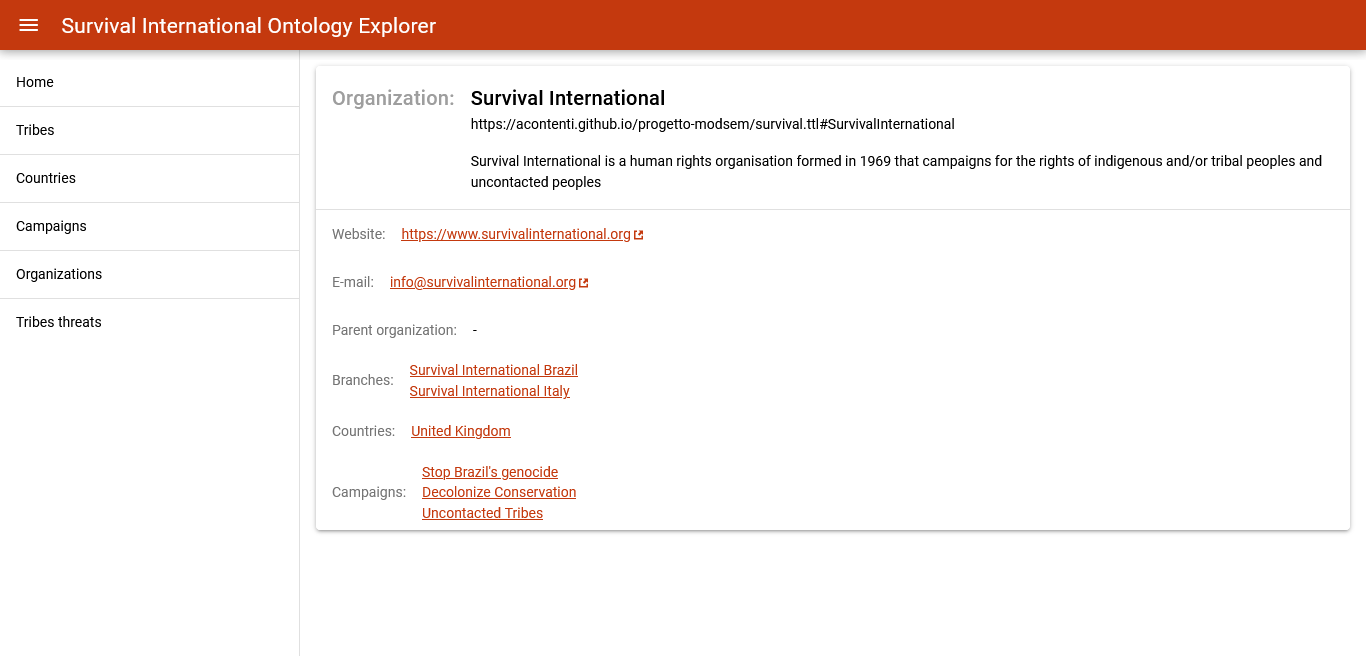 Survival International Ontology Explorer
Home
Tribes
Countries
Campaigns
Organizations
Tribes threats
Organization: Survival International
https://acontenti.github.io/progetto-modsem/survival.ttl#SurvivalInternational
Survival International is a human rights organisation formed in 1969 that campaigns for the rights of indigenous and/or tribal peoples and
uncontacted peoples
Website: https://www.survivalinternational.org
E-mail: info@survivalinternational.org
Parent organization: -
Branches:
Survival International Brazil
Survival International Italy
Countries: United Kingdom
Campaigns:
Stop Brazil's genocide
Decolonize Conservation
Uncontacted Tribes